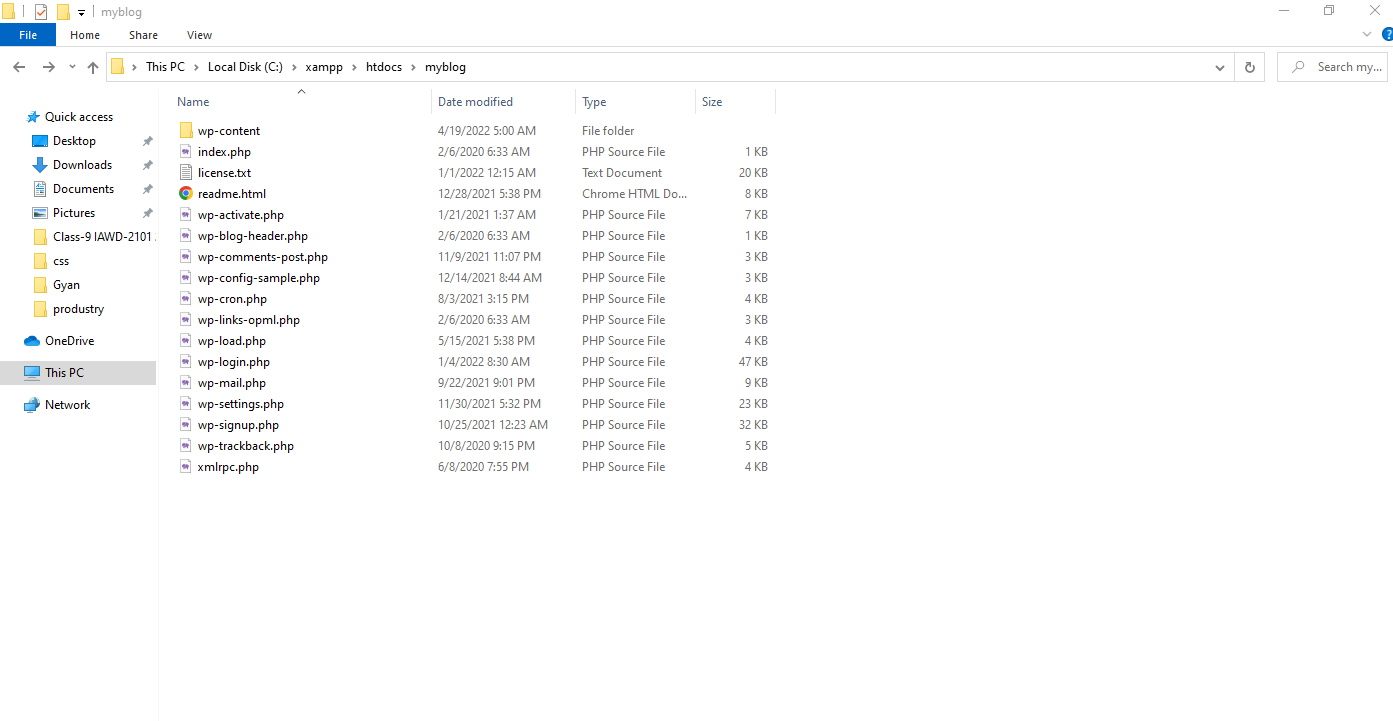 myblog
File Home Share View
This PC Local Disk (C:) xampp htdocs myblog Search my...
Name Date modified Type Size
Quick access
Desktop
Downloads
Documents
Pictures
Class-9 IAWD-2101
css
Gyan
produstry
OneDrive
This PC
Network
wp-content 4/19/2022 5:00 AM File folder
index.php 2/6/2020 6:33 AM PHP Source File 1 KB
license.txt 1/1/2022 12:15 AM Text Document 20 KB
readme.html 12/28/2021 5:38 PM Chrome HTML Do... 8 KB
wp-activate.php 1/21/2021 1:37 AM PHP Source File 7 KB
wp-blog-header.php 2/6/2020 6:33 AM PHP Source File 1 KB
wp-comments-post.php 11/9/2021 11:07 PM PHP Source File 3 KB
wp-config-sample.php 12/14/2021 8:44 AM PHP Source File 3 KB
wp-cron.php 8/3/2021 3:15 PM PHP Source File 4 KB
wp-links-opml.php 2/6/2020 6:33 AM PHP Source File 3 KB
wp-load.php 5/15/2021 5:38 PM PHP Source File 4 KB
wp-login.php 1/4/2022 8:30 AM PHP Source File 47 KB
wp-mail.php 9/22/2021 9:01 PM PHP Source File 9 KB
wp-settings.php 11/30/2021 5:32 PM PHP Source File 23 KB
wp-signup.php 10/25/2021 12:23 AM PHP Source File 32 KB
wp-trackback.php 10/8/2020 9:15 PM PHP Source File 5 KB
xmlrpc.php 6/8/2020 7:55 PM PHP Source File 4 KB